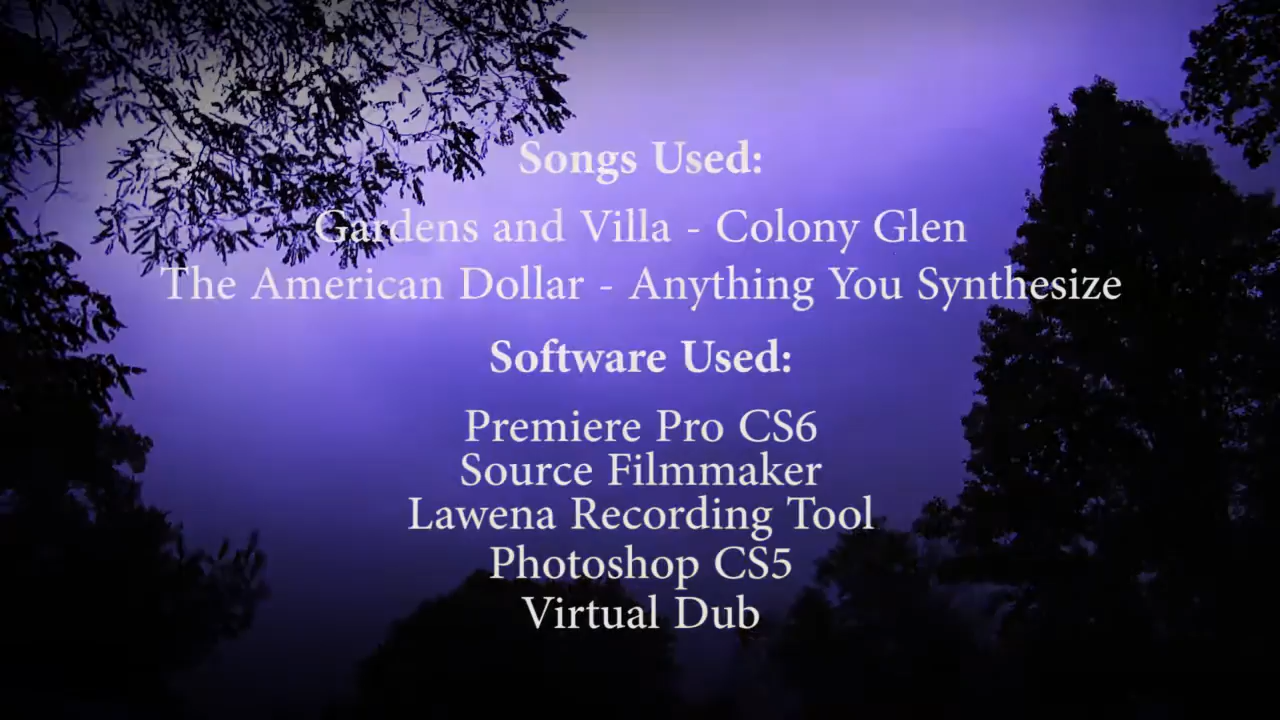 Songs Used:
Gardens and Villa - Colony Glen
The American Dollar - Anything You Synthesize
Software Used:
Premiere Pro CS6
Source Filmmaker
Lawena Recording Tool
Photoshop CS5
Virtual Dub